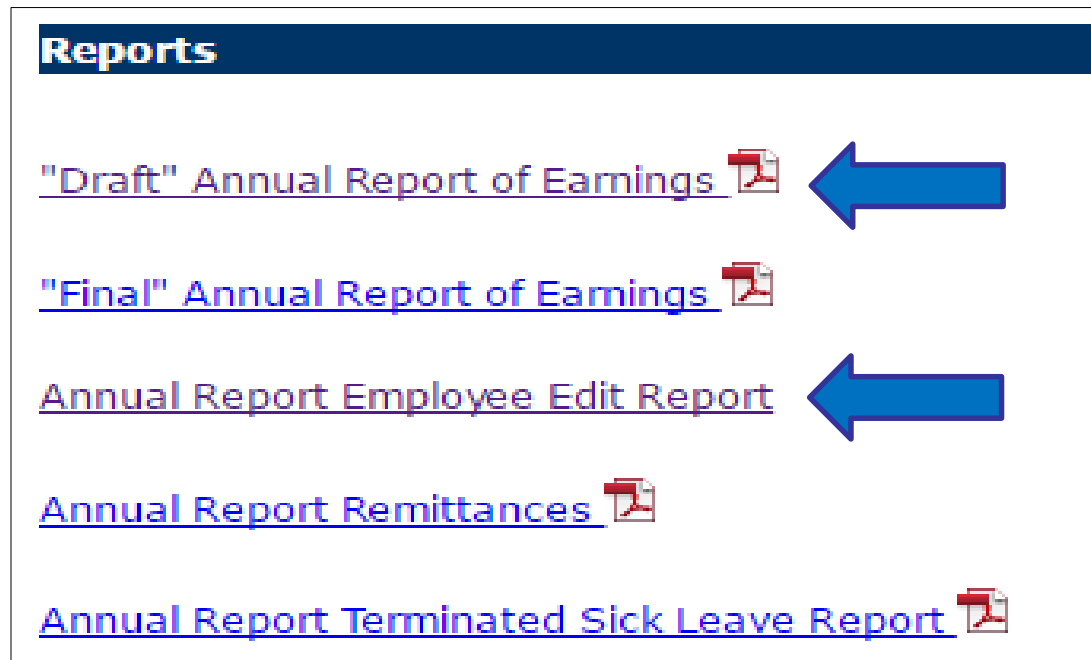 Reports
"Draft" Annual Report of Earnings
"Final" Annual Report of Earnings
Annual Report Employee Edit Report
Annual Report Remittances
Annual Report Terminated Sick Leave Report